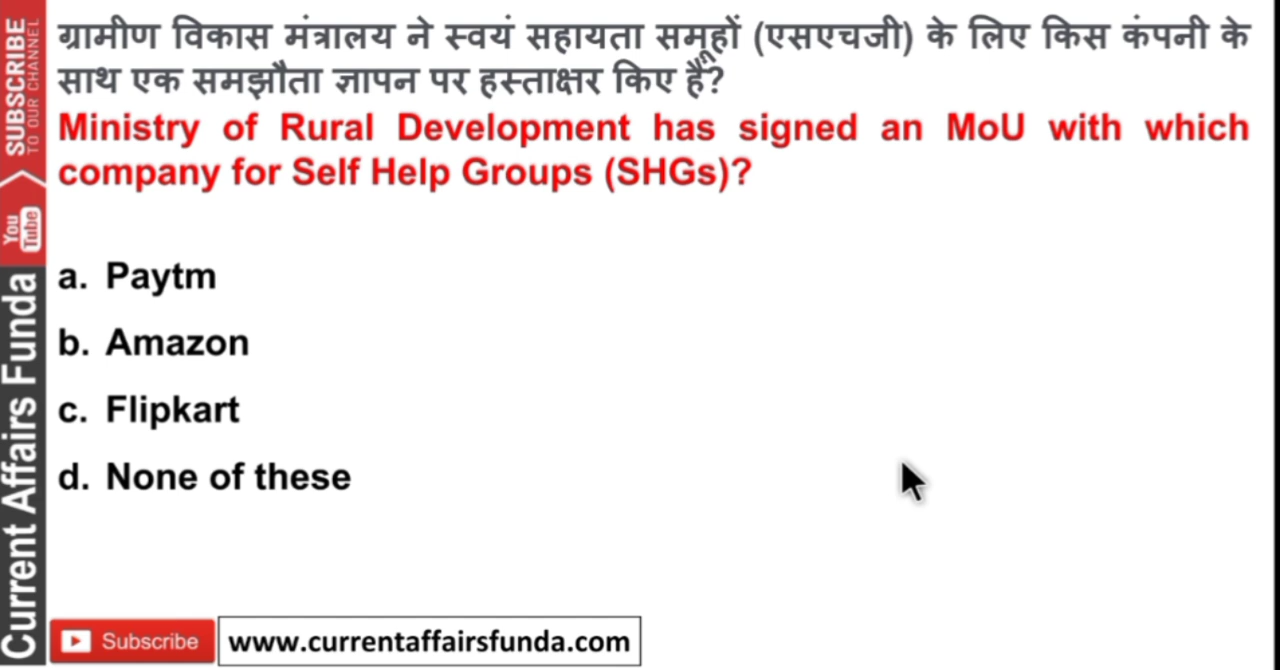 ग्रामीण विकास मंत्रालय ने स्वयं सहायता समूहों (एसएचजी) के लिए किस कंपनी के
साथ एक समझौता ज्ञापन पर हस्ताक्षर किए हैं?
Ministry of Rural Development has signed an MoU with which
company for Self Help Groups (SHGs)?
a. Paytm
b. Amazon
c. Flipkart
d. None of these
SUBSCRIBE
TO OUR CHANNEL
You
Tube
Current Affairs Funda
Subscribe
www.currentaffairsfunda.com